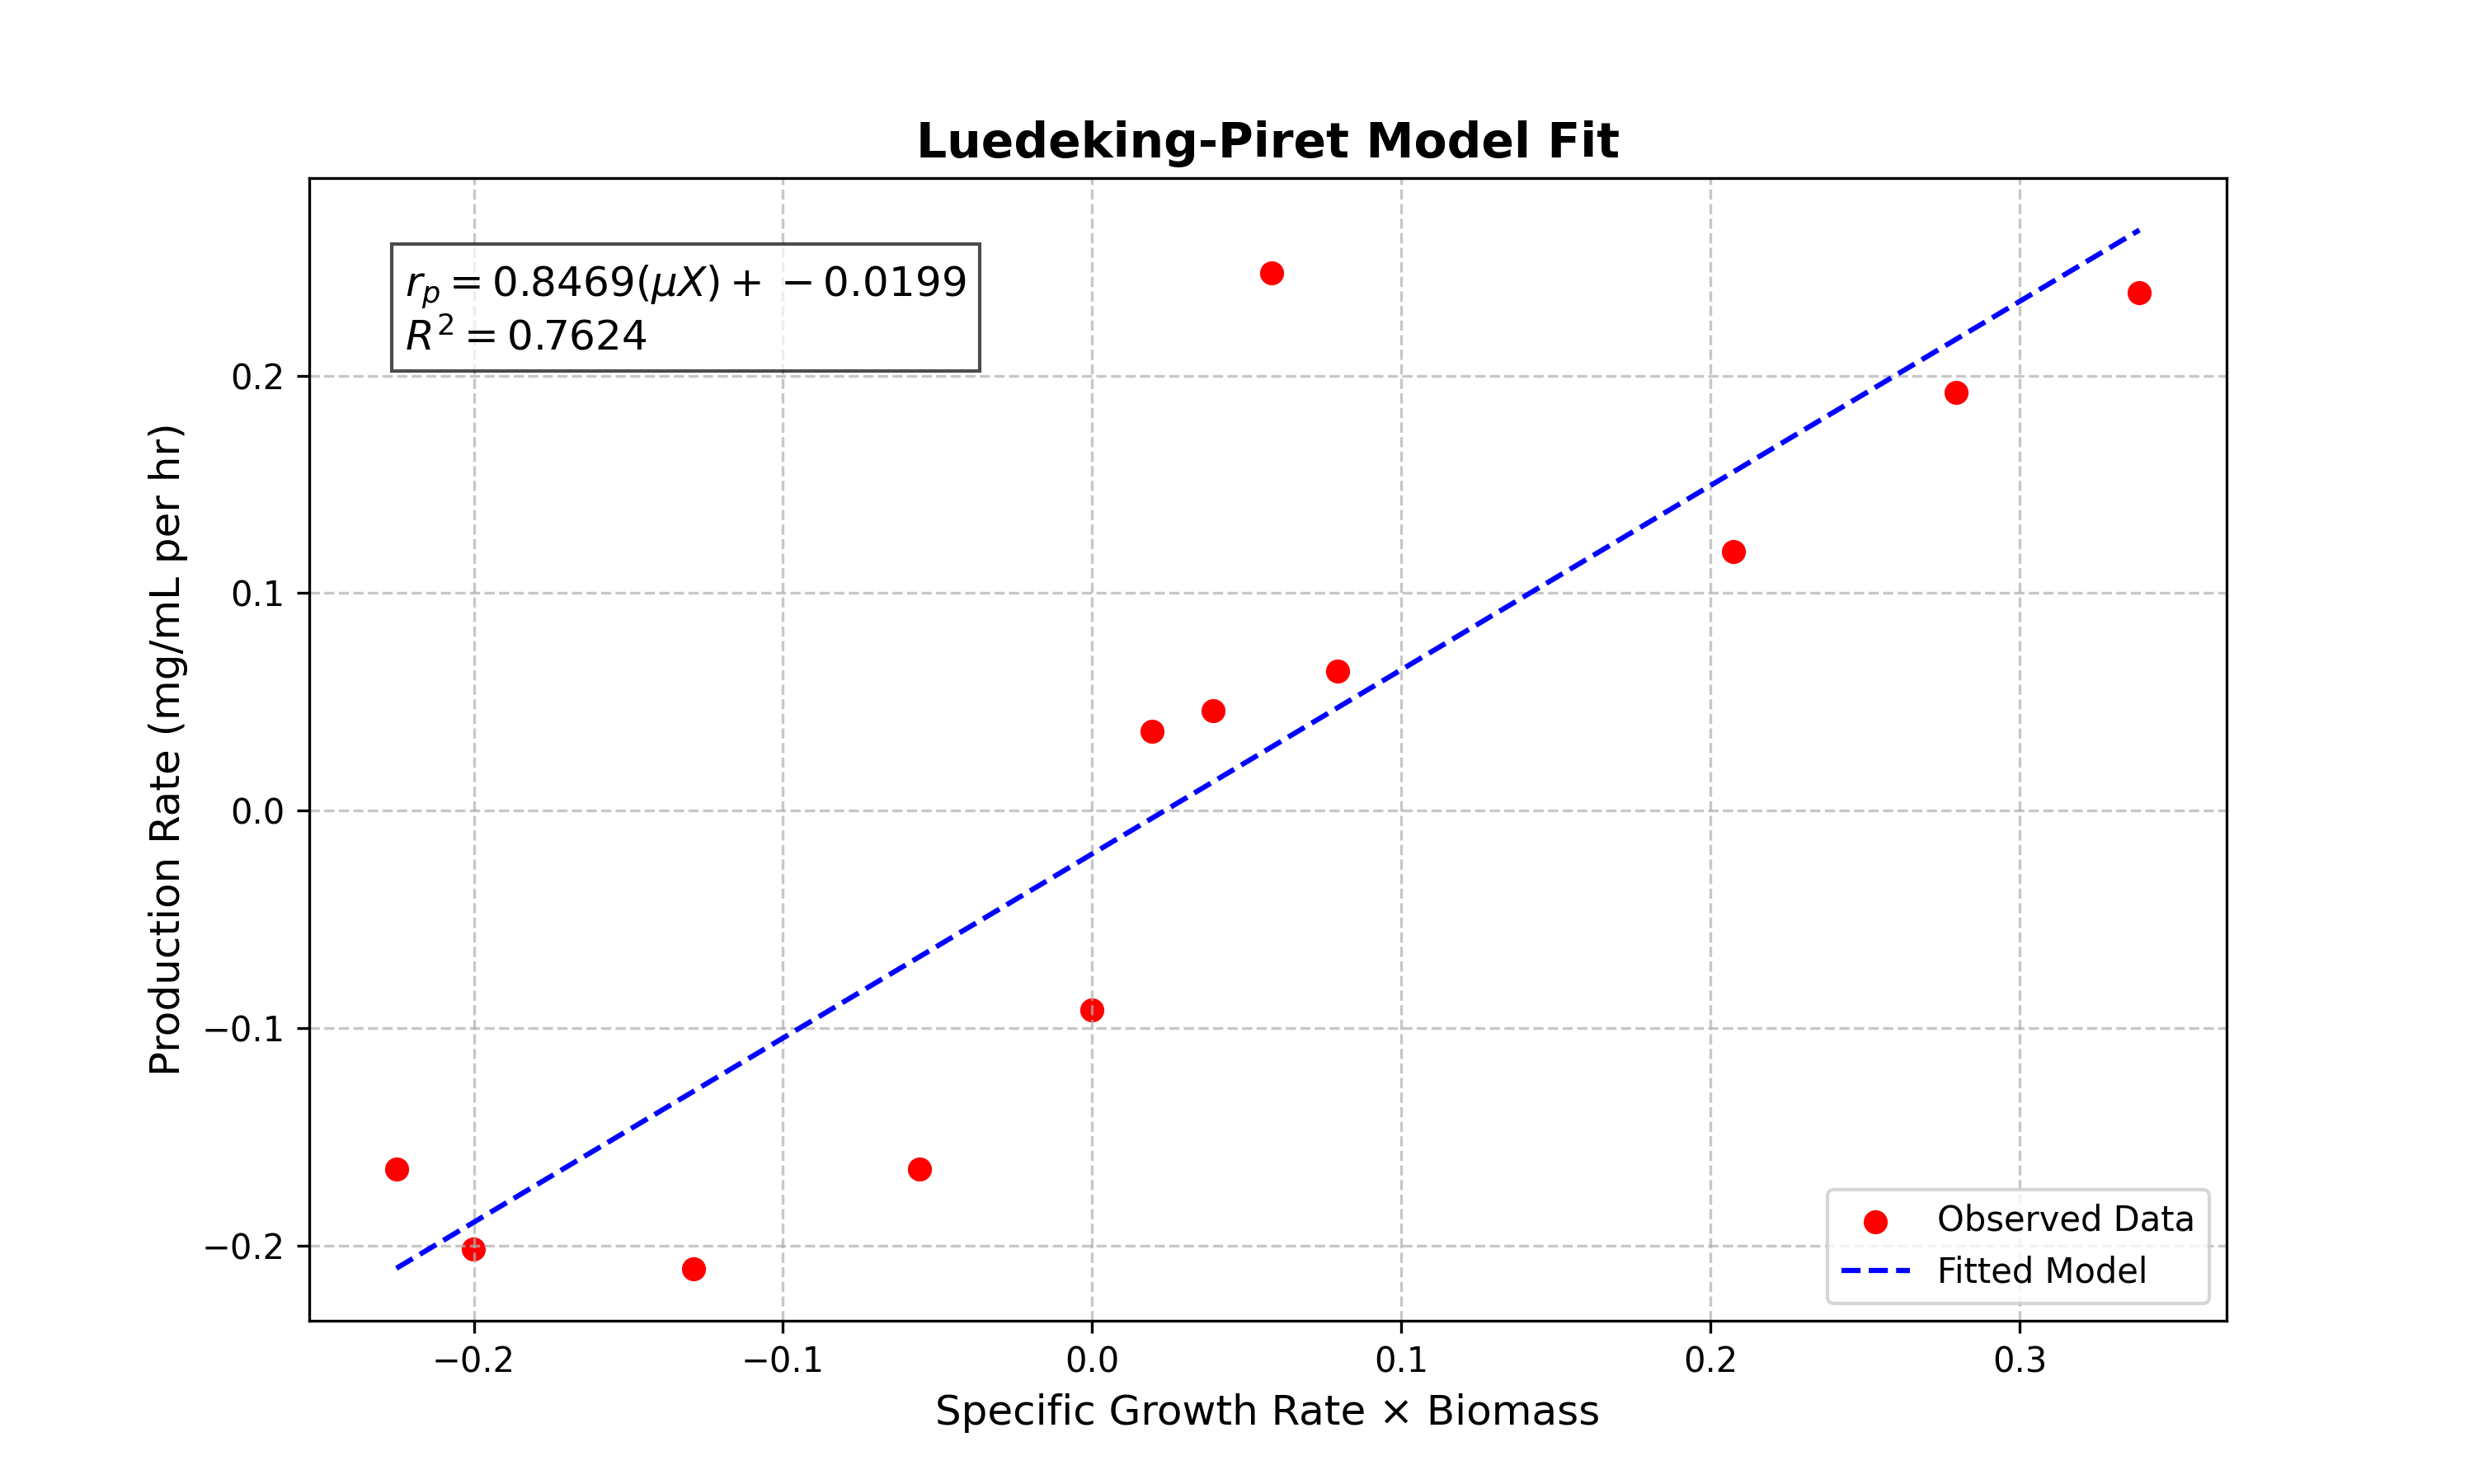 Luedeking-Piret Model Fit
r_p = 0.8469(μX) + −0.0199
R² = 0.7624
Production Rate (mg/mL per hr)
0.2
0.1
0.0
−0.1
−0.2
Observed Data
Fitted Model
−0.2 −0.1 0.0 0.1 0.2 0.3
Specific Growth Rate × Biomass